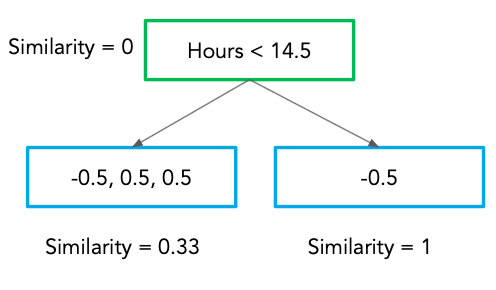 Similarity = 0
Hours < 14.5
-0.5, 0.5, 0.5
-0.5
Similarity = 0.33
Similarity = 1